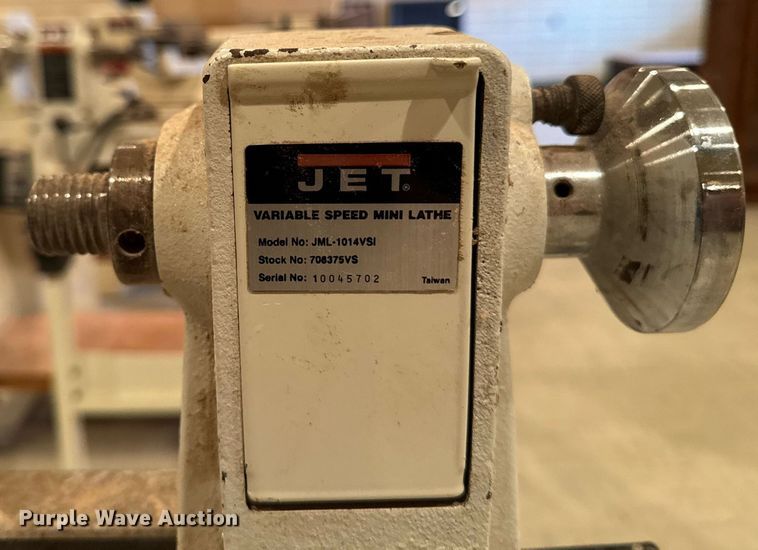 JET®
VARIABLE SPEED MINI LATHE
Model No: JML-1014VSI
Stock No: 708375VS
Serial No: 10045702 Taiwan
Purple Wave Auction